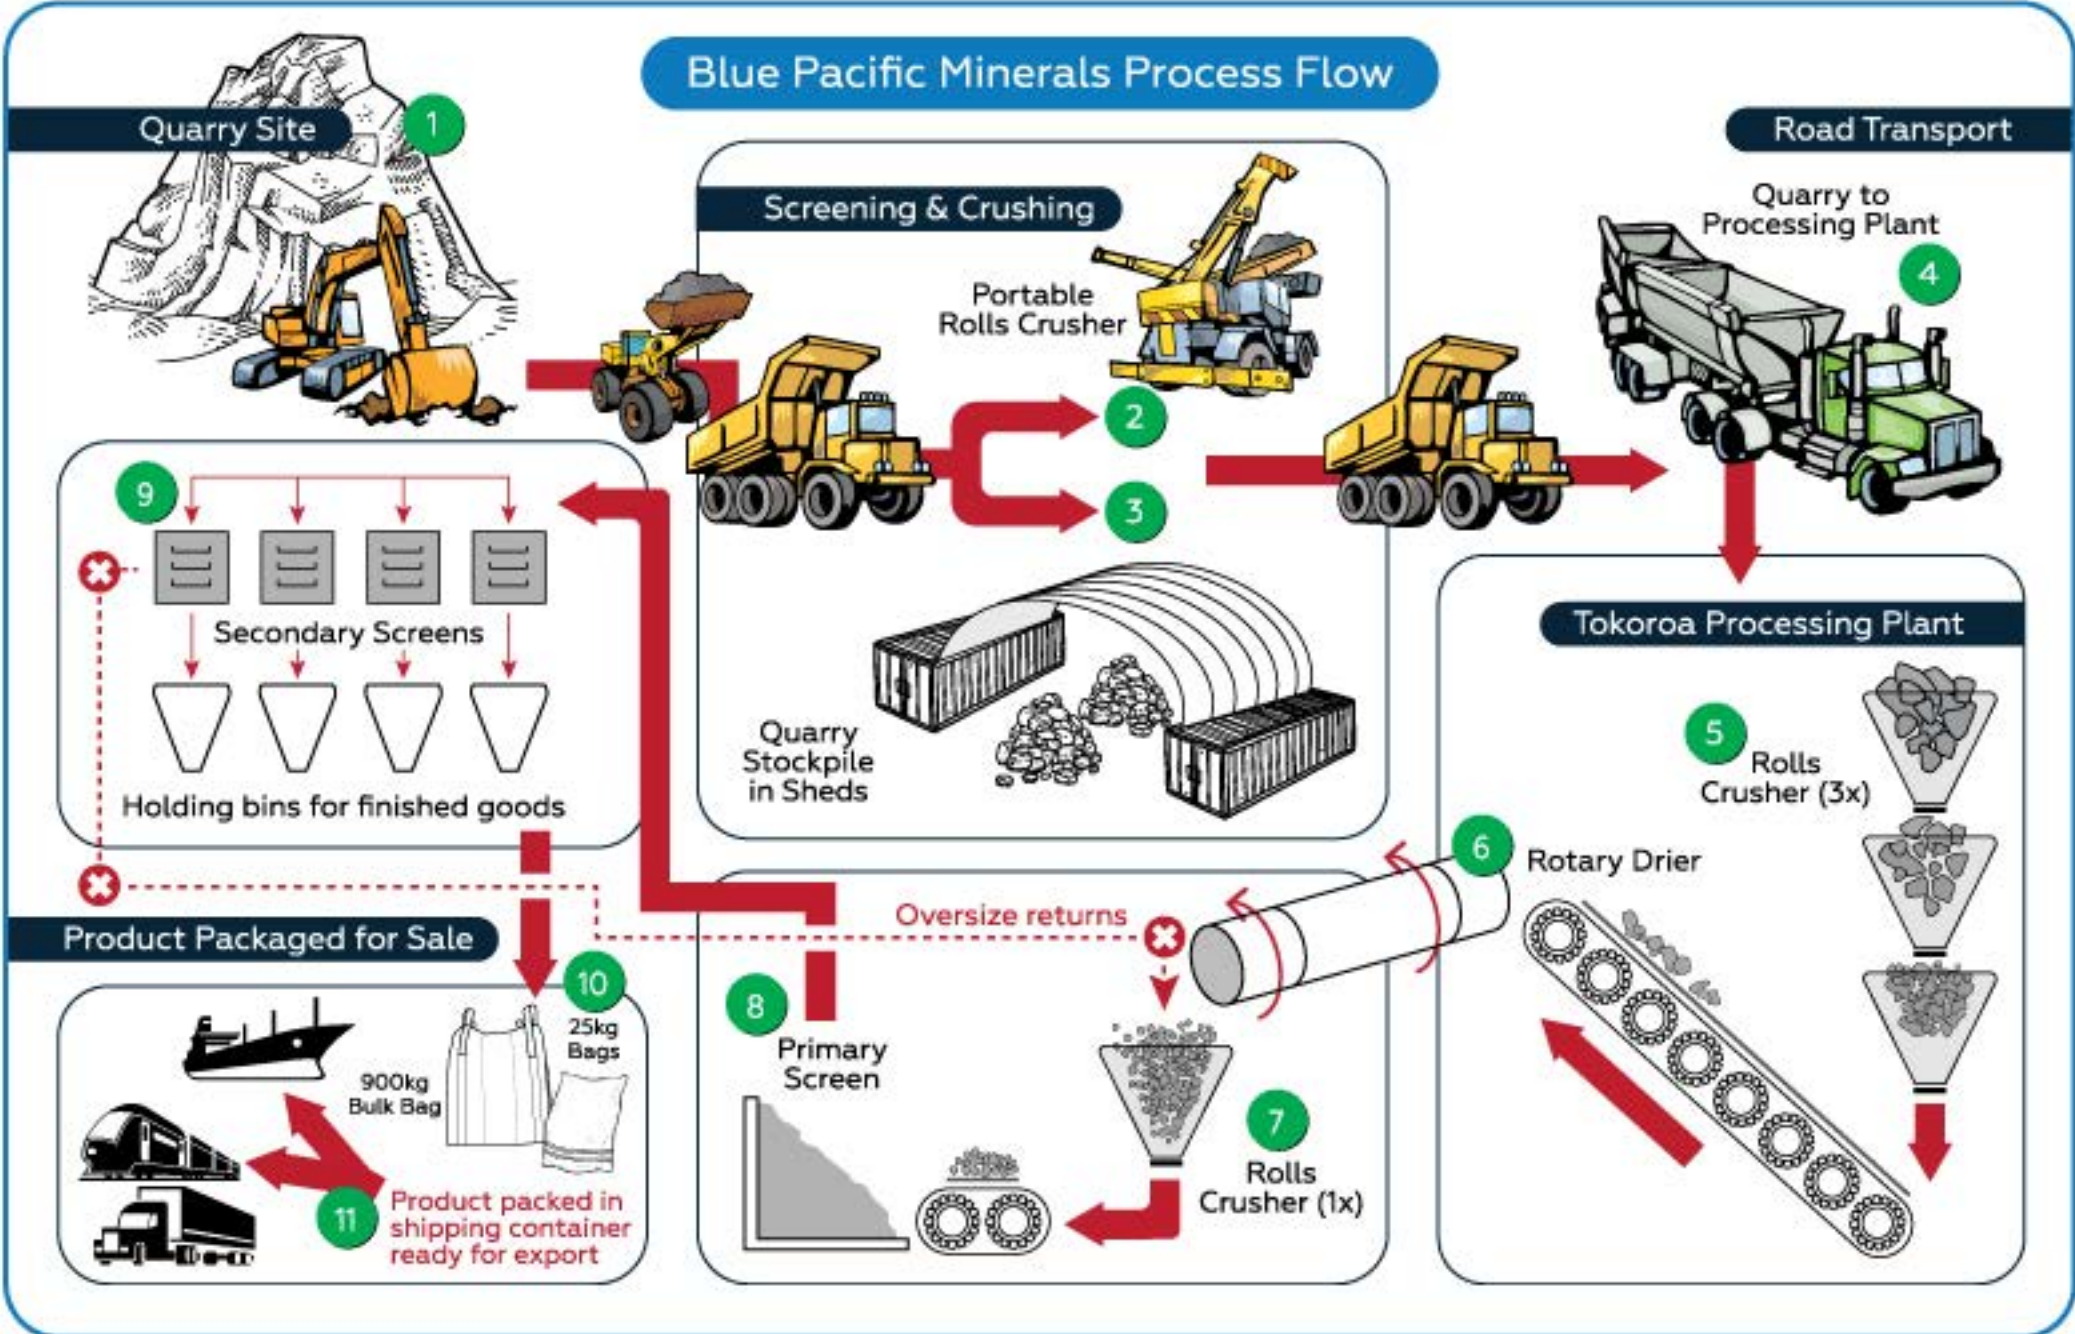 Blue Pacific Minerals Process Flow
Quarry Site
1
Screening & Crushing
Portable
Rolls Crusher
2
3
Quarry
Stockpile
in Sheds
Road Transport
Quarry to
Processing Plant
4
Tokoroa Processing Plant
5
Rolls
Crusher (3x)
6
Rotary Drier
Oversize returns
7
Rolls
Crusher (1x)
8
Primary
Screen
9
Secondary Screens
Holding bins for finished goods
Product Packaged for Sale
10
25kg
Bags
900kg
Bulk Bag
11
Product packed in
shipping container
ready for export